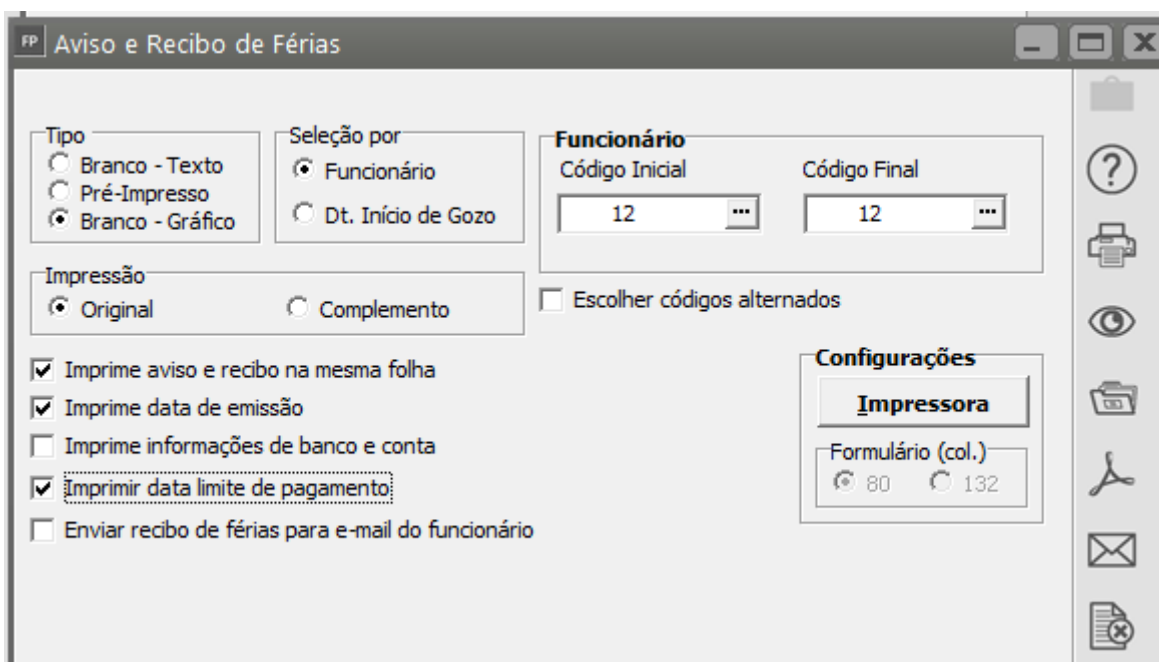 FP Aviso e Recibo de Férias
Tipo
Branco - Texto
Pré-Impresso
Branco - Gráfico
Seleção por
Funcionário
Dt. Início de Gozo
Funcionário
Código Inicial
Código Final
12 ...
12 ...
Impressão
Original
Complemento
Escolher códigos alternados
Imprime aviso e recibo na mesma folha
Imprime data de emissão
Imprime informações de banco e conta
Imprimir data limite de pagamento
Enviar recibo de férias para e-mail do funcionário
Configurações
Impressora
Formulário (col.)
80
132